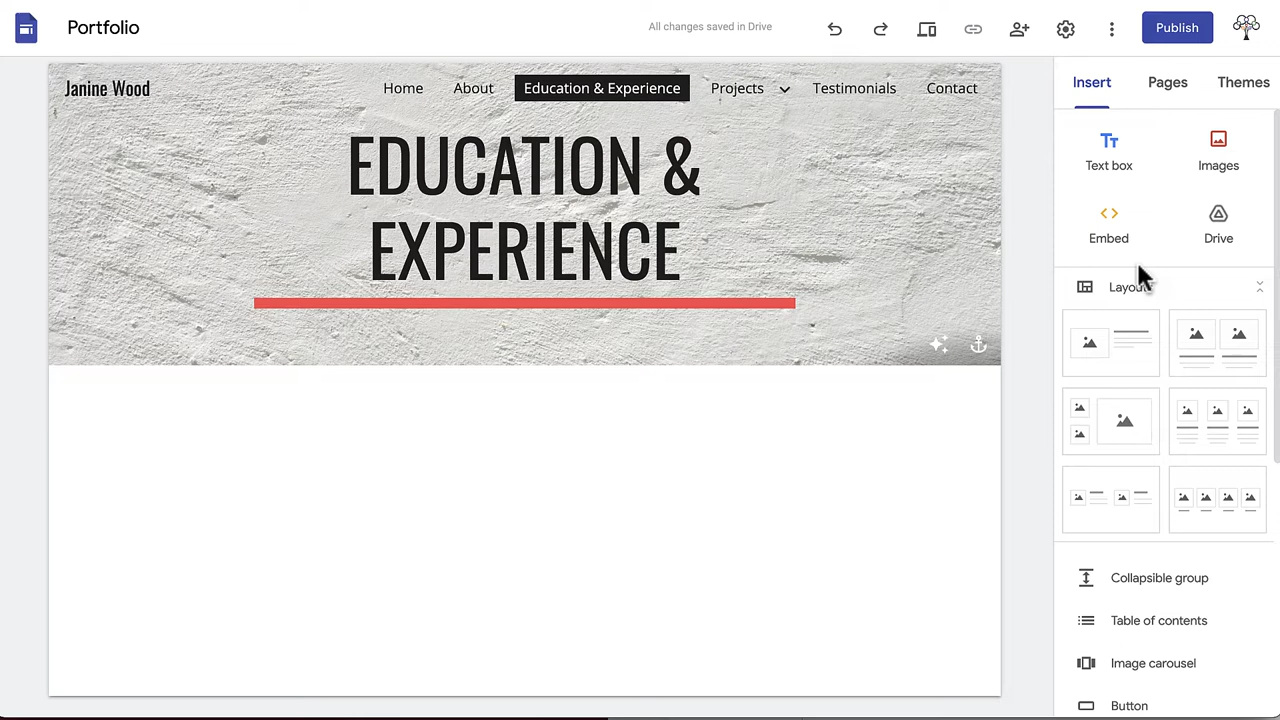 Portfolio
All changes saved in Drive
Publish
Janine Wood
Home
About
Education & Experience
Projects
Testimonials
Contact
EDUCATION &
EXPERIENCE
Insert
Pages
Themes
Text box
Images
Embed
Drive
Collapsible group
Table of contents
Image carousel
Button